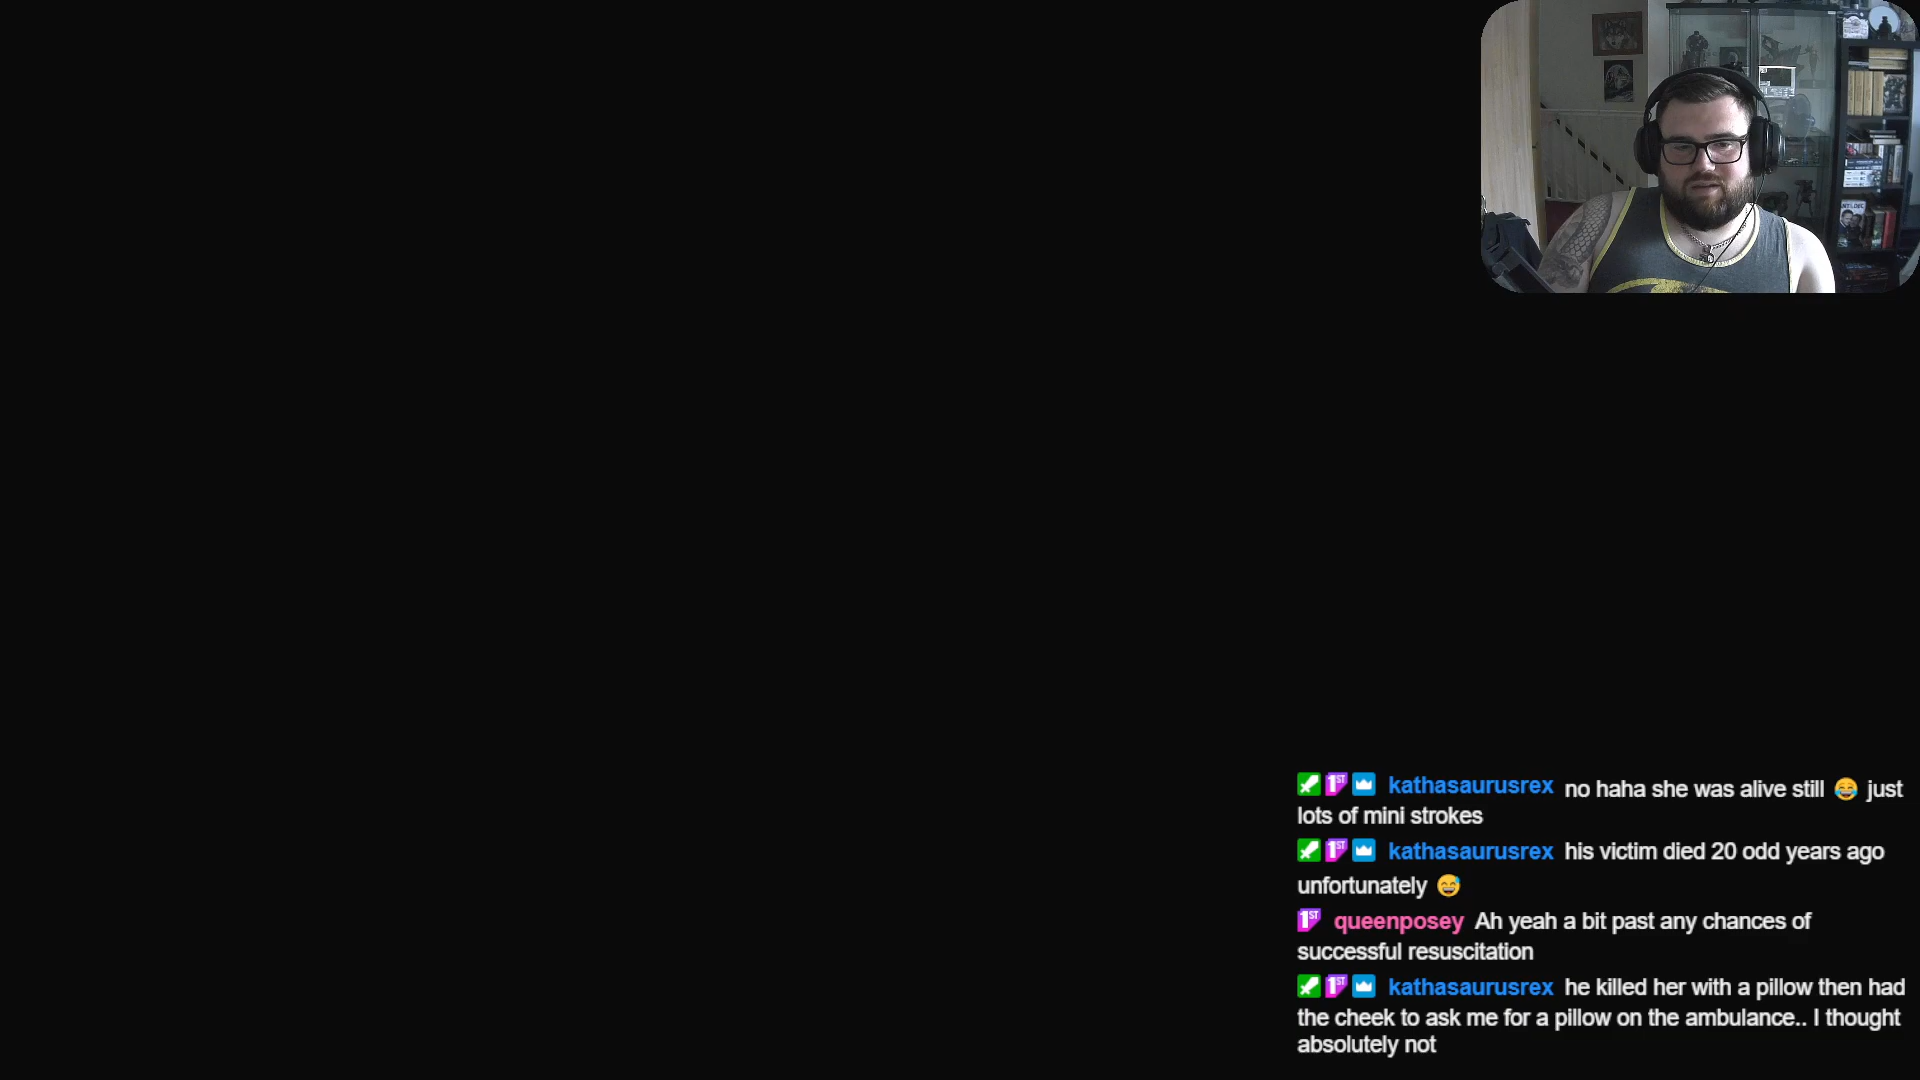 kathasaurusrex no haha she was alive still 😂 just
lots of mini strokes
kathasaurusrex his victim died 20 odd years ago
unfortunately 😅
1ST queenposey Ah yeah a bit past any chances of
successful resuscitation
kathasaurusrex he killed her with a pillow then had
the cheek to ask me for a pillow on the ambulance.. I thought
absolutely not